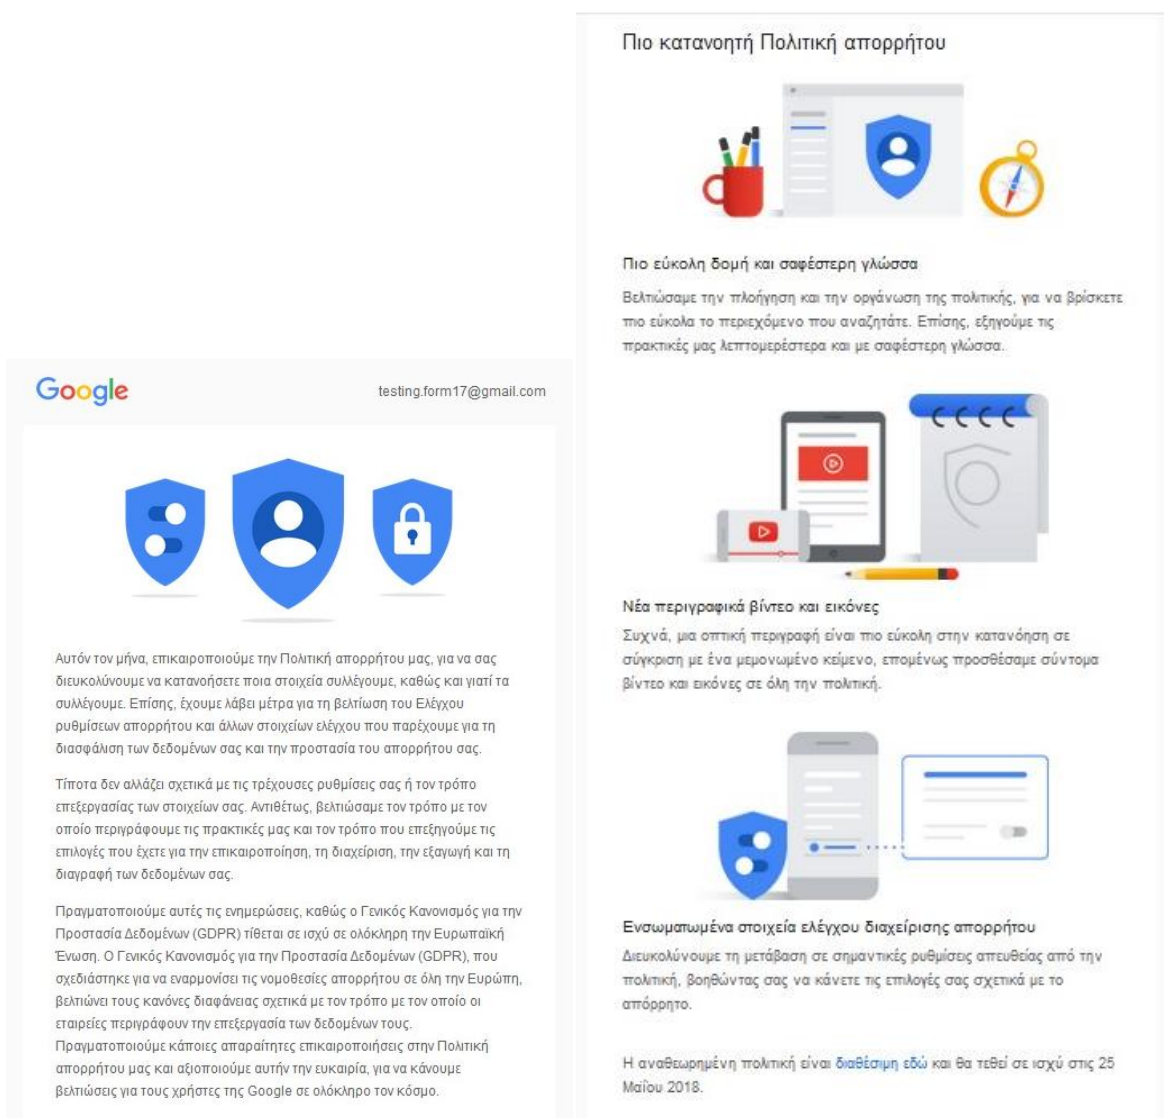 Google
testing.form17@gmail.com
Αυτόν τον μήνα, επικαιροποιούμε την Πολιτική απορρήτου μας, για να σας
διευκολύνουμε να κατανοήσετε ποια στοιχεία συλλέγουμε, καθώς και γιατί τα
συλλέγουμε. Επίσης, έχουμε λάβει μέτρα για τη βελτίωση του Ελέγχου
ρυθμίσεων απορρήτου και άλλων στοιχείων ελέγχου που παρέχουμε για τη
διασφάλιση των δεδομένων σας και την προστασία του απορρήτου σας.
Τίποτα δεν αλλάζει σχετικά με τις τρέχουσες ρυθμίσεις σας ή τον τρόπο
επεξεργασίας των στοιχείων σας. Αντιθέτως, βελτιώσαμε τον τρόπο με τον
οποίο περιγράφουμε τις πρακτικές μας και τον τρόπο που επεξηγούμε τις
επιλογές που έχετε για την επικαιροποίηση, τη διαχείριση, την εξαγωγή και τη
διαγραφή των δεδομένων σας.
Πραγματοποιούμε αυτές τις ενημερώσεις, καθώς ο Γενικός Κανονισμός για την
Προστασία Δεδομένων (GDPR) τίθεται σε ισχύ σε ολόκληρη την Ευρωπαϊκή
Ένωση. Ο Γενικός Κανονισμός για την Προστασία Δεδομένων (GDPR), που
σχεδιάστηκε για να εναρμονίσει τις νομοθεσίες απορρήτου σε όλη την Ευρώπη,
βελτιώνει τους κανόνες διαφάνειας σχετικά με τον τρόπο με τον οποίο οι
εταιρείες περιγράφουν την επεξεργασία των δεδομένων τους.
Πραγματοποιούμε κάποιες απαραίτητες επικαιροποιήσεις στην Πολιτική
απορρήτου μας και αξιοποιούμε αυτήν την ευκαιρία, για να κάνουμε
βελτιώσεις για τους χρήστες της Google σε ολόκληρο τον κόσμο.
Πιο κατανοητή Πολιτική απορρήτου
Πιο εύκολη δομή και σαφέστερη γλώσσα
Βελτιώσαμε την πλοήγηση και την οργάνωση της πολιτικής, για να βρίσκετε
πιο εύκολα το περιεχόμενο που αναζητάτε. Επίσης, εξηγούμε τις
πρακτικές μας λεπτομερέστερα και με σαφέστερη γλώσσα.
Νέα περιγραφικά βίντεο και εικόνες
Συχνά, μια οπτική περιγραφή είναι πιο εύκολη στην κατανόηση σε
σύγκριση με ένα μεμονωμένο κείμενο, επομένως προσθέσαμε σύντομα
βίντεο και εικόνες σε όλη την πολιτική.
Ενσωματωμένα στοιχεία ελέγχου διαχείρισης απορρήτου
Διευκολύνουμε τη μετάβαση σε σημαντικές ρυθμίσεις απευθείας από την
πολιτική, βοηθώντας σας να κάνετε τις επιλογές σας σχετικά με το
απόρρητο.
Η αναθεωρημένη πολιτική είναι διαθέσιμη εδώ και θα τεθεί σε ισχύ στις 25
Μαΐου 2018.